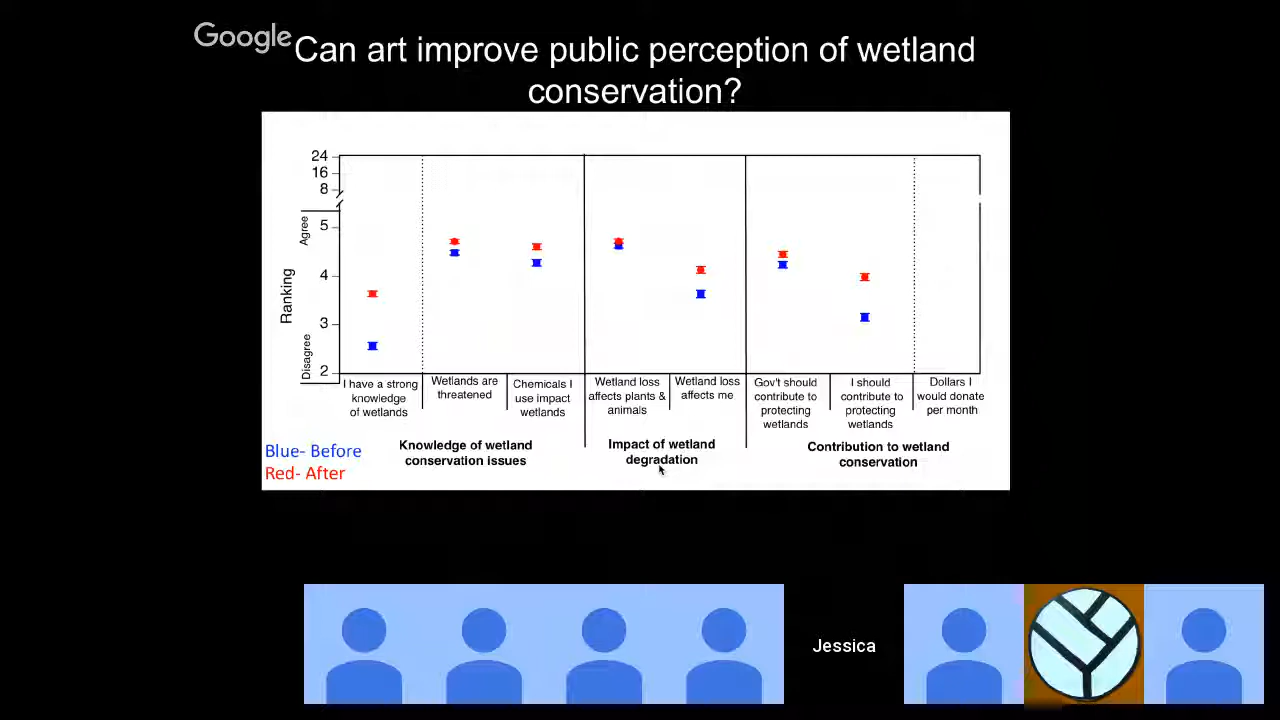 Google
Can art improve public perception of wetland
conservation?
24
16
8
5
4
3
2
Agree
Ranking
Disagree
I have a strong
knowledge
of wetlands
Wetlands are
threatened
Chemicals I
use impact
wetlands
Wetland loss
affects plants &
animals
Wetland loss
affects me
Gov't should
contribute to
protecting
wetlands
I should
contribute to
protecting
wetlands
Dollars I
would donate
per month
Blue- Before
Red- After
Knowledge of wetland
conservation issues
Impact of wetland
degradation
Contribution to wetland
conservation
Jessica